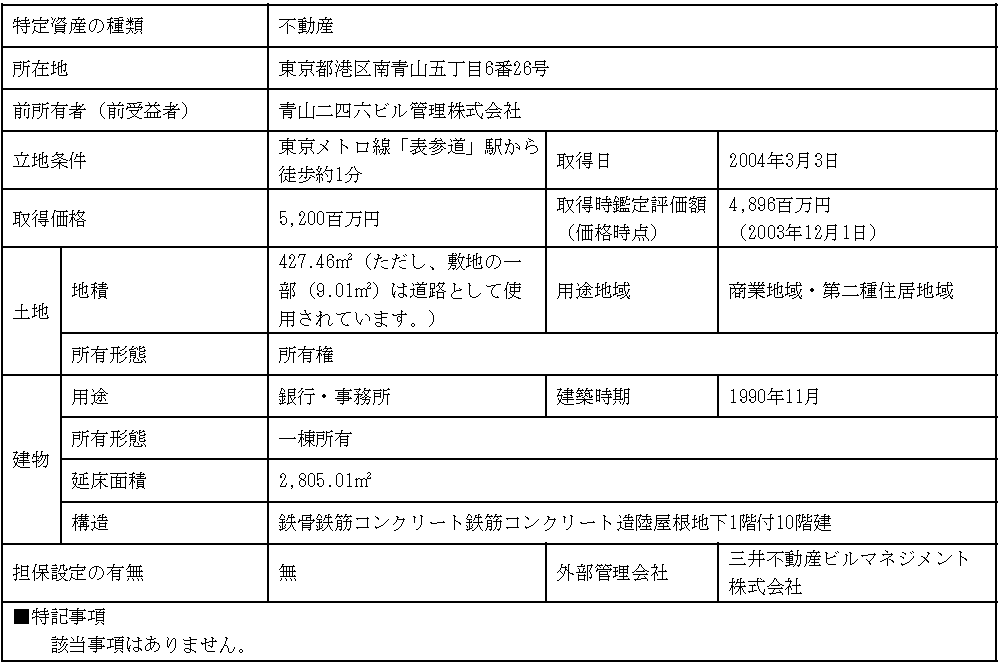 特定資産の種類 不動産
所在地 東京都港区南青山五丁目6番26号
前所有者（前受益者） 青山二四六ビル管理株式会社
立地条件 東京メトロ線「表参道」駅から
徒歩約1分 取得日 2004年3月3日
取得価格 5,200百万円 取得時鑑定評価額
（価格時点） 4,896百万円
（2003年12月1日）
土地 地積 427.46㎡（ただし、敷地の一
部（9.01㎡）は道路として使
用されています。） 用途地域 商業地域・第二種住居地域
所有形態 所有権
建物 用途 銀行・事務所 建築時期 1990年11月
所有形態 一棟所有
延床面積 2,805.01㎡
構造 鉄骨鉄筋コンクリート鉄筋コンクリート造陸屋根地下1階付10階建
担保設定の有無 無 外部管理会社 三井不動産ビルマネジメント
株式会社
■特記事項
該当事項はありません。